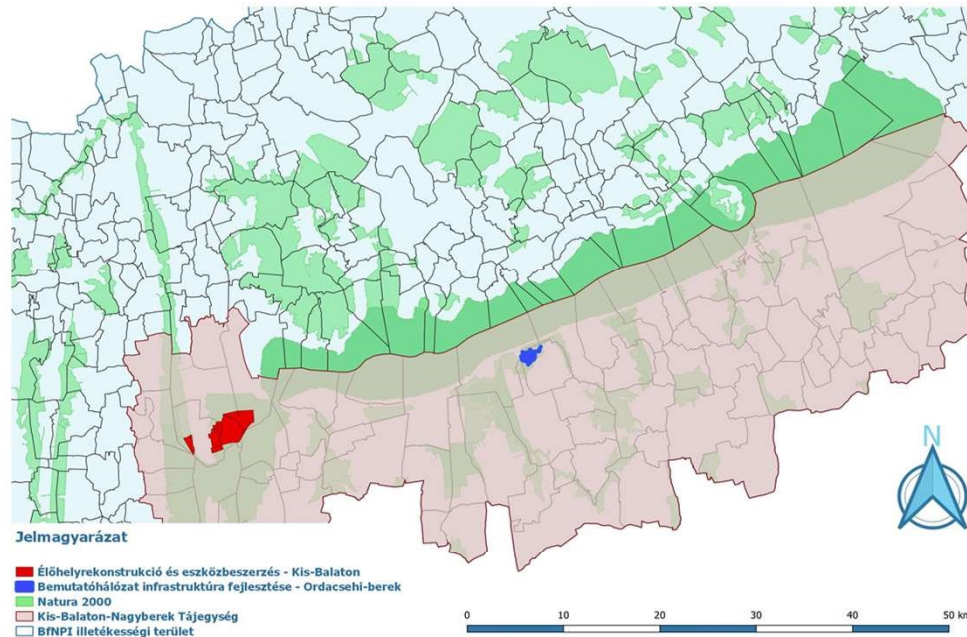 N
Jelmagyarázat
Élőhelyrekonstrukció és eszközbeszerzés - Kis-Balaton
Bemutatóhálózat infrastruktúra fejlesztése - Ordacsehi-berek
Natura 2000
Kis-Balaton-Nagyberek Tájegység
BfNPI illetékességi terület
0 10 20 30 40 50 km